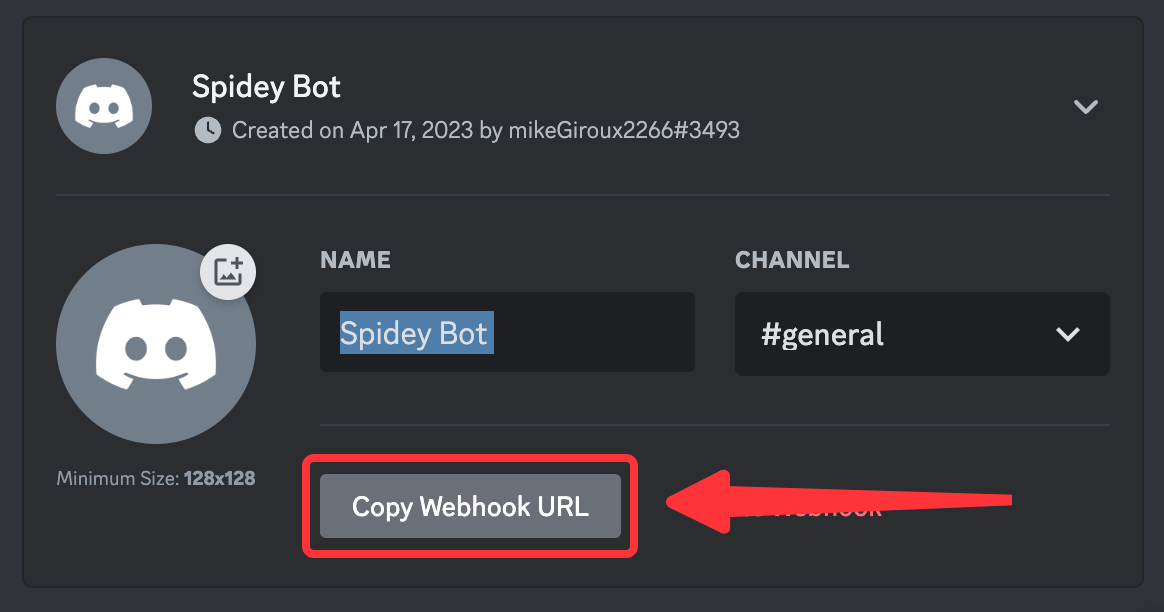 Spidey Bot
Created on Apr 17, 2023 by mikeGiroux2266#3493
NAME
CHANNEL
Spidey Bot
#general
Minimum Size: 128x128
Copy Webhook URL
Webhook